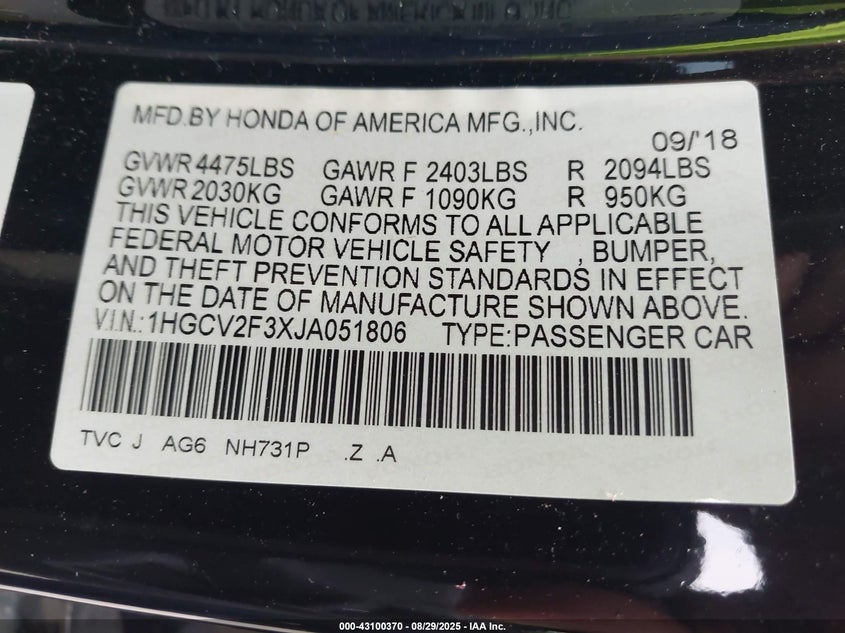 MFD.BY HONDA OF AMERICA MFG.,INC.
09/'18
GVWR 4475LBS GAWR F 2403LBS R 2094LBS
GVWR 2030KG GAWR F 1090KG R 950KG
THIS VEHICLE CONFORMS TO ALL APPLICABLE
FEDERAL MOTOR VEHICLE SAFETY , BUMPER,
AND THEFT PREVENTION STANDARDS IN EFFECT
ON THE DATE OF MANUFACTURE SHOWN ABOVE.
V.I.N.:1HGCV2F3XJA051806 TYPE:PASSENGER CAR
TVC J AG6 NH731P .Z .A
000-43100370 - 08/29/2025 - IAA Inc.